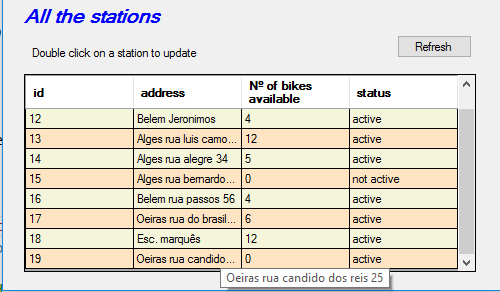 All the stations
Double click on a station to update
Refresh
id address Nº of bikes available status
12 Belem Jeronimos 4 active
13 Alges rua luis camo... 12 active
14 Alges rua alegre 34 5 active
15 Alges rua bernardo... 0 not active
16 Belem rua passos 56 4 active
17 Oeiras rua do brasil... 6 active
18 Esc. marquês 12 active
19 Oeiras rua candido... 0 active
Oeiras rua candido dos reis 25